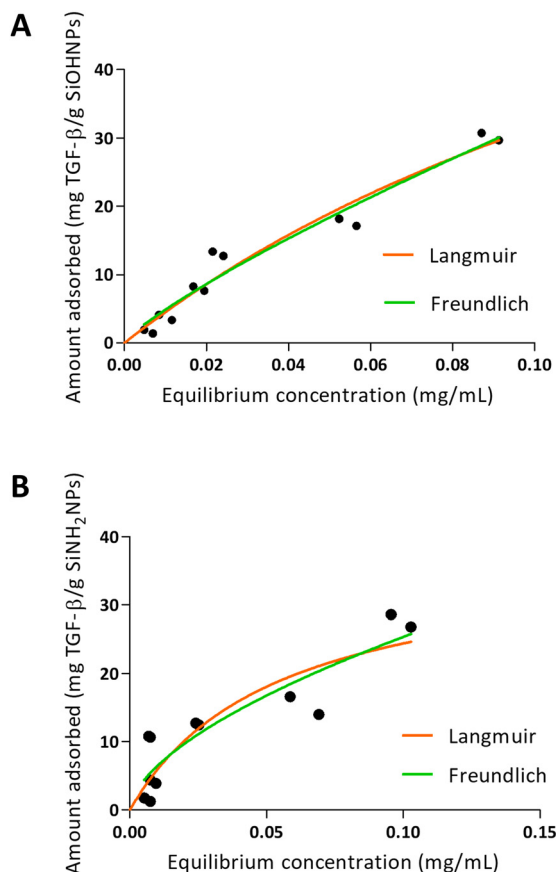 A
Amount adsorbed (mg TGF-β/g SiOHNPs)
40
30
20
10
0
Langmuir
Freundlich
0.00 0.02 0.04 0.06 0.08 0.10
Equilibrium concentration (mg/mL)
B
Amount adsorbed (mg TGF-β/g SiNH₂NPs)
40
30
20
10
0
Langmuir
Freundlich
0.00 0.05 0.10 0.15
Equilibrium concentration (mg/mL)